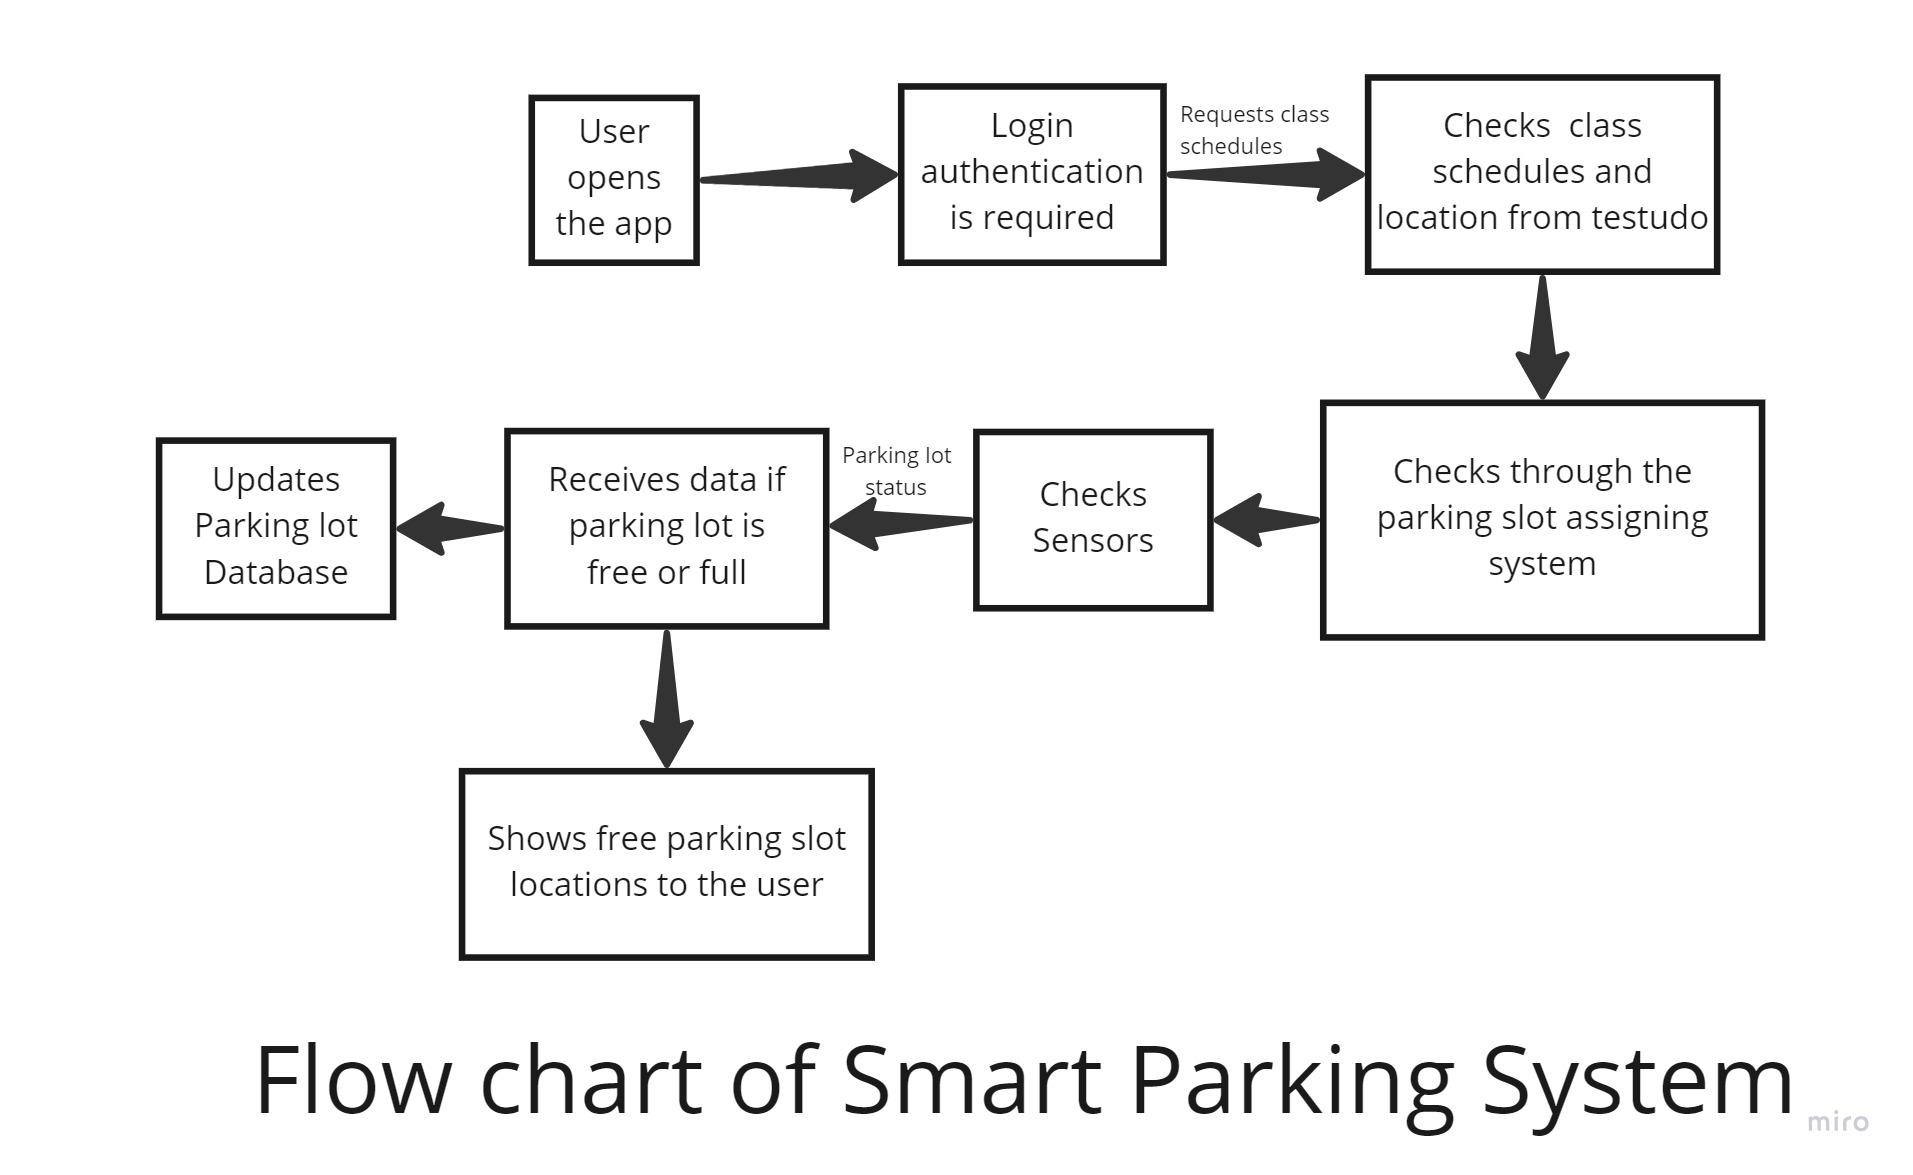 User
opens
the app
Login
authentication
is required
Requests class
schedules
Checks  class
schedules and
location from testudo
Checks through the
parking slot assigning
system
Checks
Sensors
Parking lot
status
Receives data if
parking lot is
free or full
Updates
Parking lot
Database
Shows free parking slot
locations to the user
Flow chart of Smart Parking System
miro